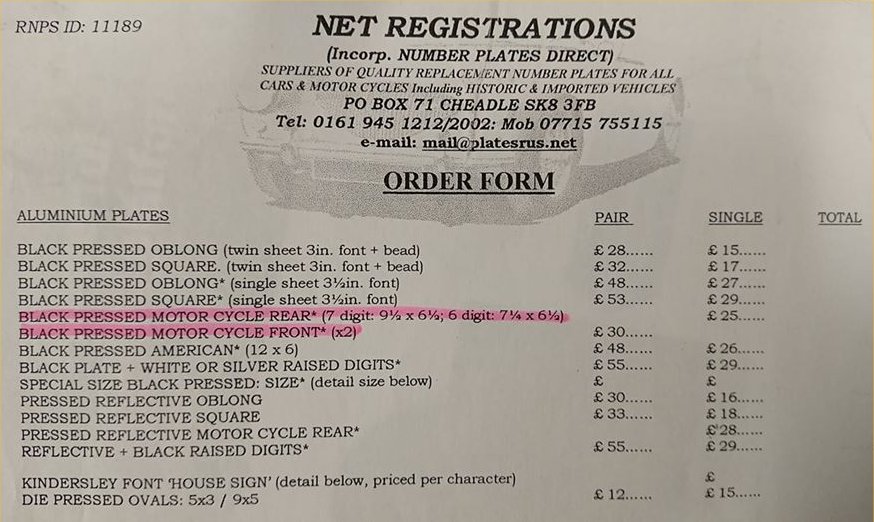 RNPS ID: 11189
NET REGISTRATIONS
(Incorp. NUMBER PLATES DIRECT)
SUPPLIERS OF QUALITY REPLACEMENT NUMBER PLATES FOR ALL
CARS & MOTOR CYCLES Including HISTORIC & IMPORTED VEHICLES
PO BOX 71 CHEADLE SK8 3FB
Tel: 0161 945 1212/2002: Mob 07715 755115
e-mail: mail@platesrus.net
ORDER FORM
ALUMINIUM PLATES PAIR SINGLE TOTAL
BLACK PRESSED OBLONG (twin sheet 3in. font + bead) £ 28...... £ 15......
BLACK PRESSED SQUARE. (twin sheet 3in. font + bead) £ 32...... £ 17......
BLACK PRESSED OBLONG* (single sheet 3½in. font) £ 48...... £ 27......
BLACK PRESSED SQUARE* (single sheet 3½in. font) £ 53...... £ 29......
BLACK PRESSED MOTOR CYCLE REAR* (7 digit: 9½ x 6½; 6 digit: 7¼ x 6½) £ 25......
BLACK PRESSED MOTOR CYCLE FRONT* (x2) £ 30......
BLACK PRESSED AMERICAN* (12 x 6) £ 48...... £ 26......
BLACK PLATE + WHITE OR SILVER RAISED DIGITS* £ 55...... £ 29......
SPECIAL SIZE BLACK PRESSED: SIZE* (detail size below) £ £
PRESSED REFLECTIVE OBLONG £ 30...... £ 16......
PRESSED REFLECTIVE SQUARE £ 33...... £ 18......
PRESSED REFLECTIVE MOTOR CYCLE REAR* £ 28......
REFLECTIVE + BLACK RAISED DIGITS* £ 55...... £ 29......
KINDERSLEY FONT 'HOUSE SIGN' (detail below, priced per character) £
DIE PRESSED OVALS: 5x3 / 9x5 £ 12...... £ 15......